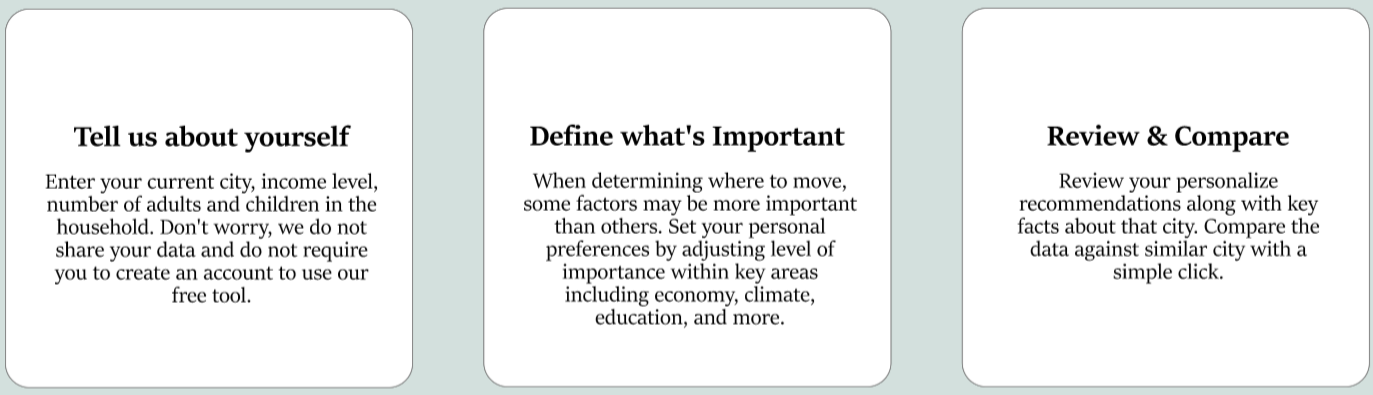 Tell us about yourself
Enter your current city, income level,
number of adults and children in the
household. Don't worry, we do not
share your data and do not require
you to create an account to use our
free tool.
Define what's Important
When determining where to move,
some factors may be more important
than others. Set your personal
preferences by adjusting level of
importance within key areas
including economy, climate,
education, and more.
Review & Compare
Review your personalize
recommendations along with key
facts about that city. Compare the
data against similar city with a
simple click.